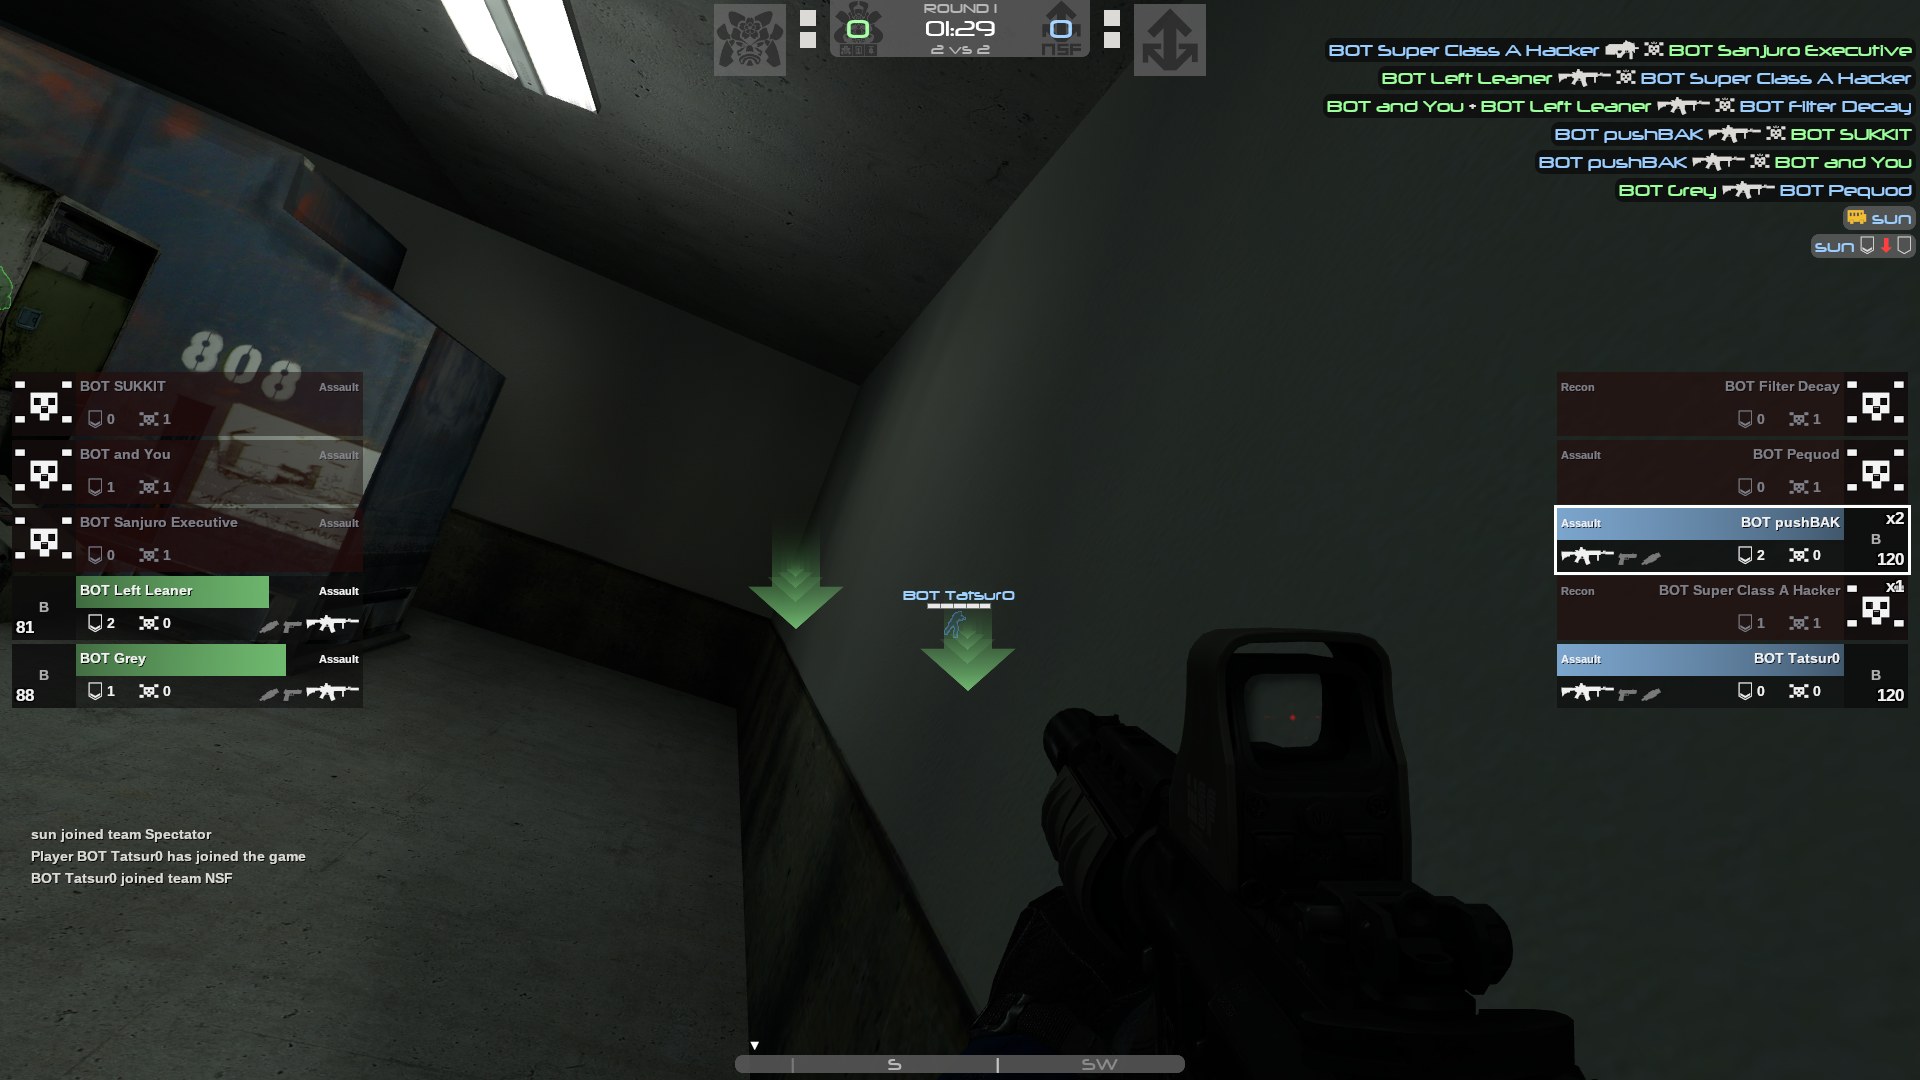 ROUND 1
0 01:29 0
2 VS 2
NSF
BOT Super Class A Hacker BOT Sanjuro Executive
BOT Left Leaner BOT Super Class A Hacker
BOT and You + BOT Left Leaner BOT Filter Decay
BOT pushBAK BOT SUKKIT
BOT pushBAK BOT and You
BOT Grey BOT Pequod
sun
sun
808
BOT SUKKIT Assault
0 1
BOT and You Assault
1 1
BOT Sanjuro Executive Assault
0 1
BOT Left Leaner Assault
B
81 2 0
BOT Grey Assault
B
88 1 0
Recon BOT Filter Decay
0 1
Assault BOT Pequod
0 1
Assault BOT pushBAK x2
B
2 0 120
Recon BOT Super Class A Hacker x1
1 1
Assault BOT Tatsur0
B
0 0 120
BOT Tatsur0
sun joined team Spectator
Player BOT Tatsur0 has joined the game
BOT Tatsur0 joined team NSF
S SW